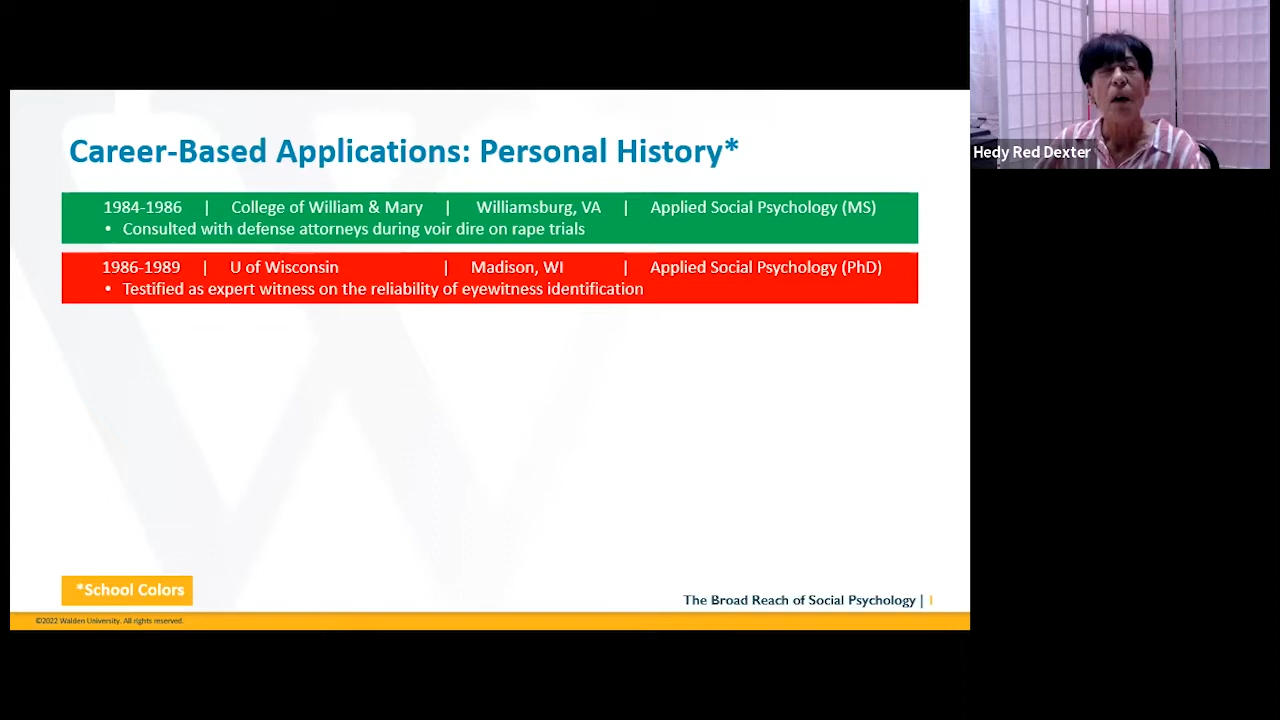 Career-Based Applications: Personal History*
1984-1986 | College of William & Mary | Williamsburg, VA | Applied Social Psychology (MS)
• Consulted with defense attorneys during voir dire on rape trials
1986-1989 | U of Wisconsin | Madison, WI | Applied Social Psychology (PhD)
• Testified as expert witness on the reliability of eyewitness identification
*School Colors
The Broad Reach of Social Psychology | I
©2022 Walden University. All rights reserved.
Hedy Red Dexter